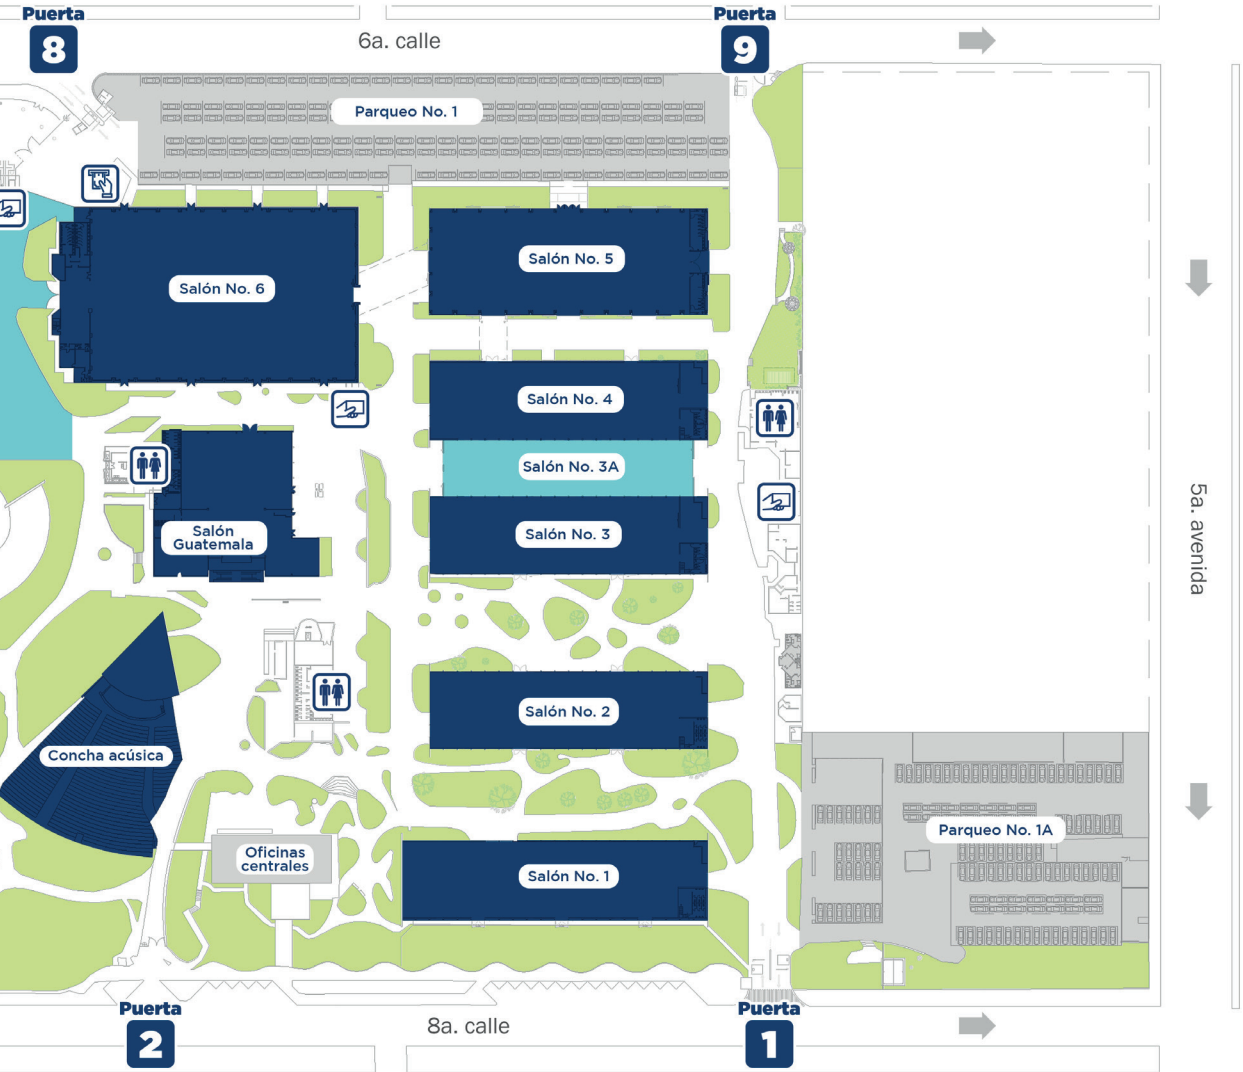 Puerta
8
6a. calle
Puerta
9
Parqueo No. 1
Salón No. 5
Salón No. 6
Salón No. 4
Salón No. 3A
Salón No. 3
Salón
Guatemala
5a. avenida
Salón No. 2
Concha acúsica
Parqueo No. 1A
Oficinas
centrales
Salón No. 1
Puerta
2
8a. calle
Puerta
1